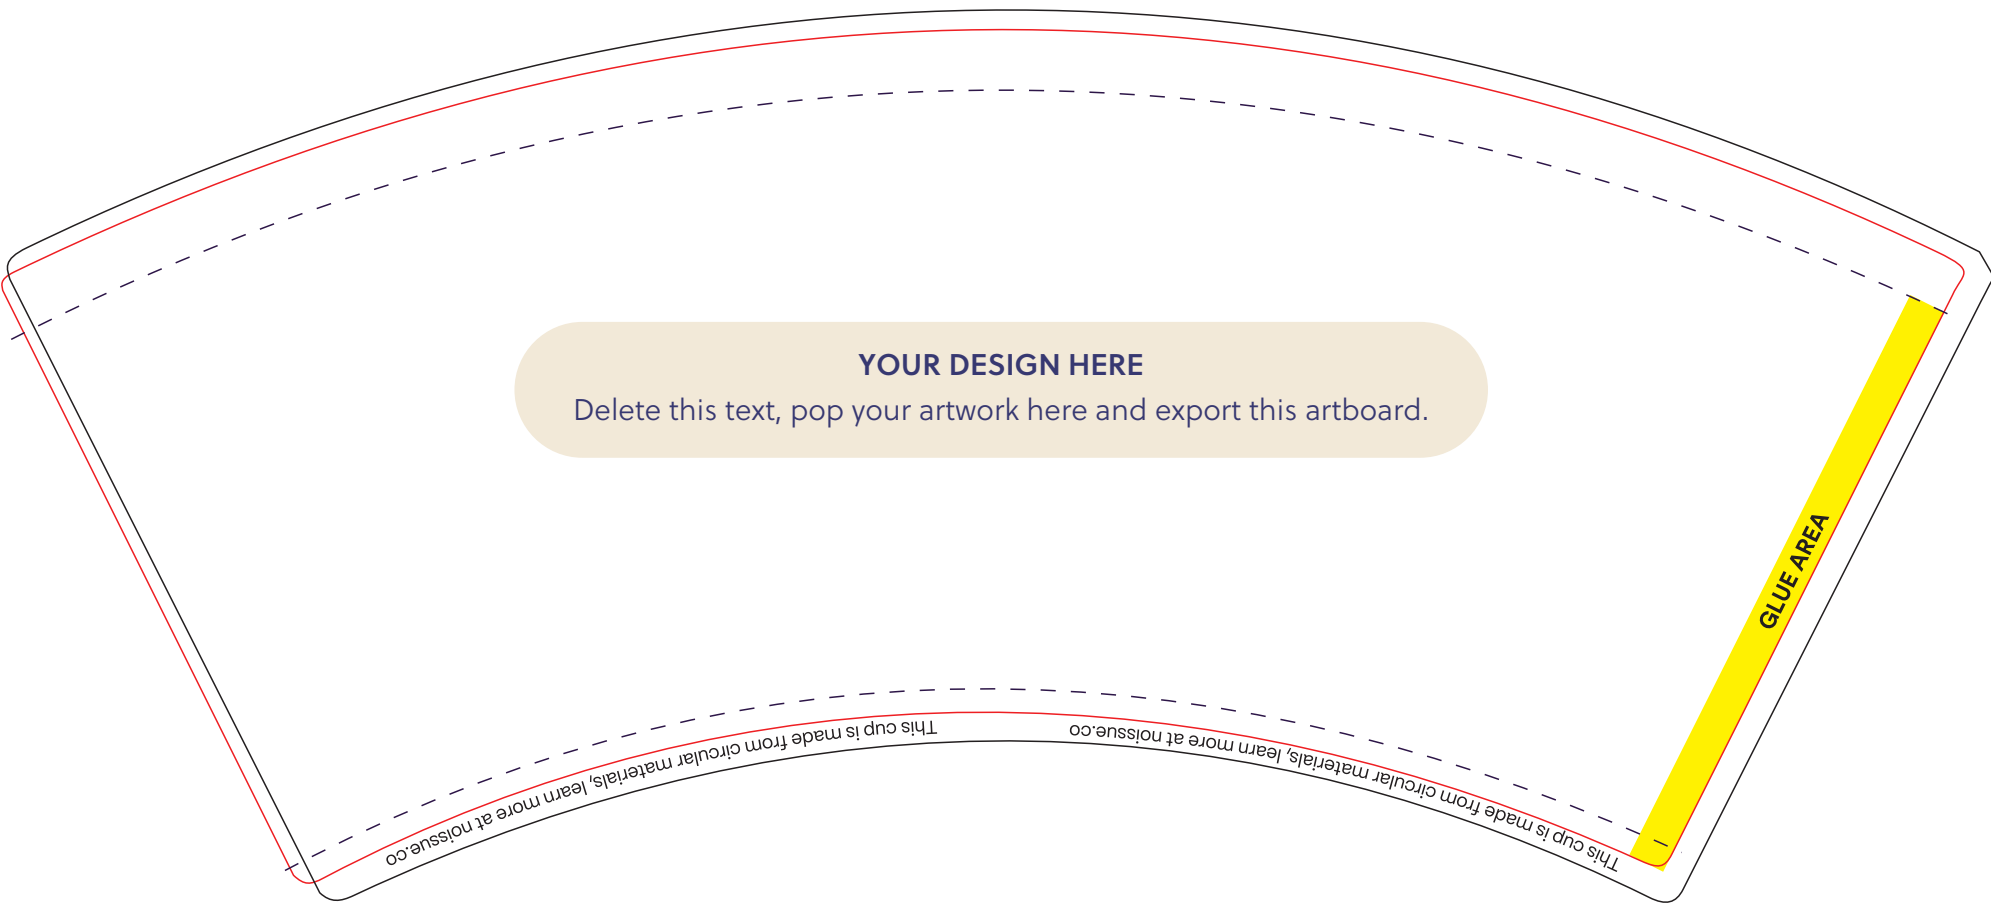 YOUR DESIGN HERE
Delete this text, pop your artwork here and export this artboard.
GLUE AREA
This cup is made from circular materials, learn more at noissue.co
This cup is made from circular materials, learn more at noissue.co